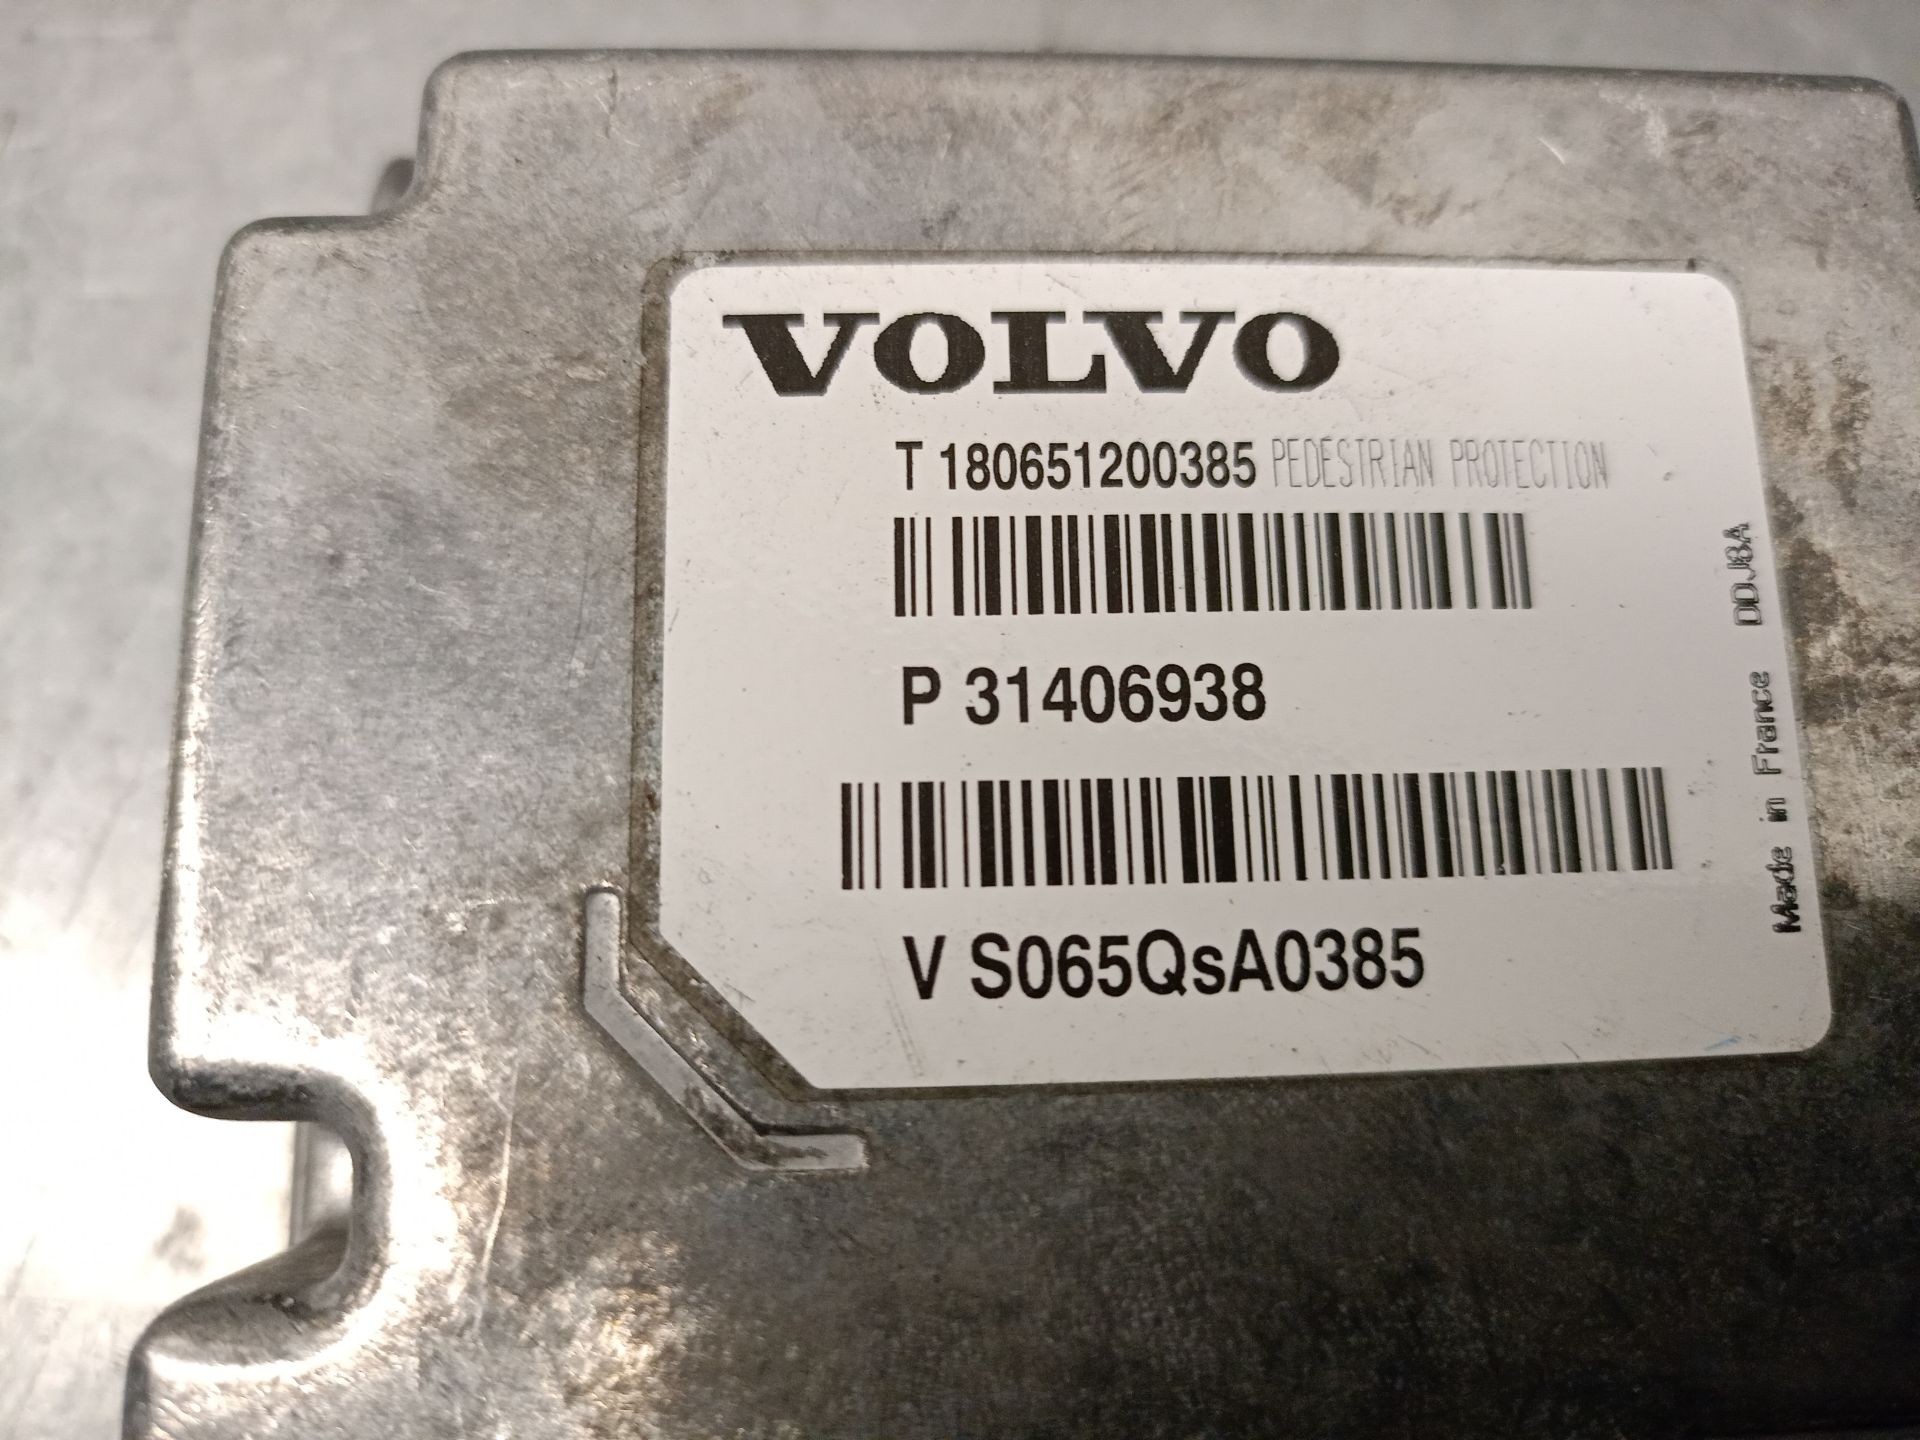 VOLVO
T 180651200385 PEDESTRIAN PROTECTION
P 31406938
V S065QsA0385
Made in France DDJ8A